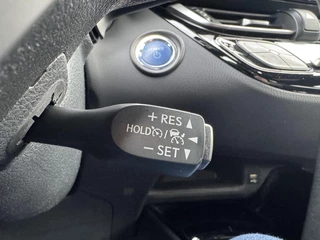 + RES ▲
HOLD / ◀
− SET ▼